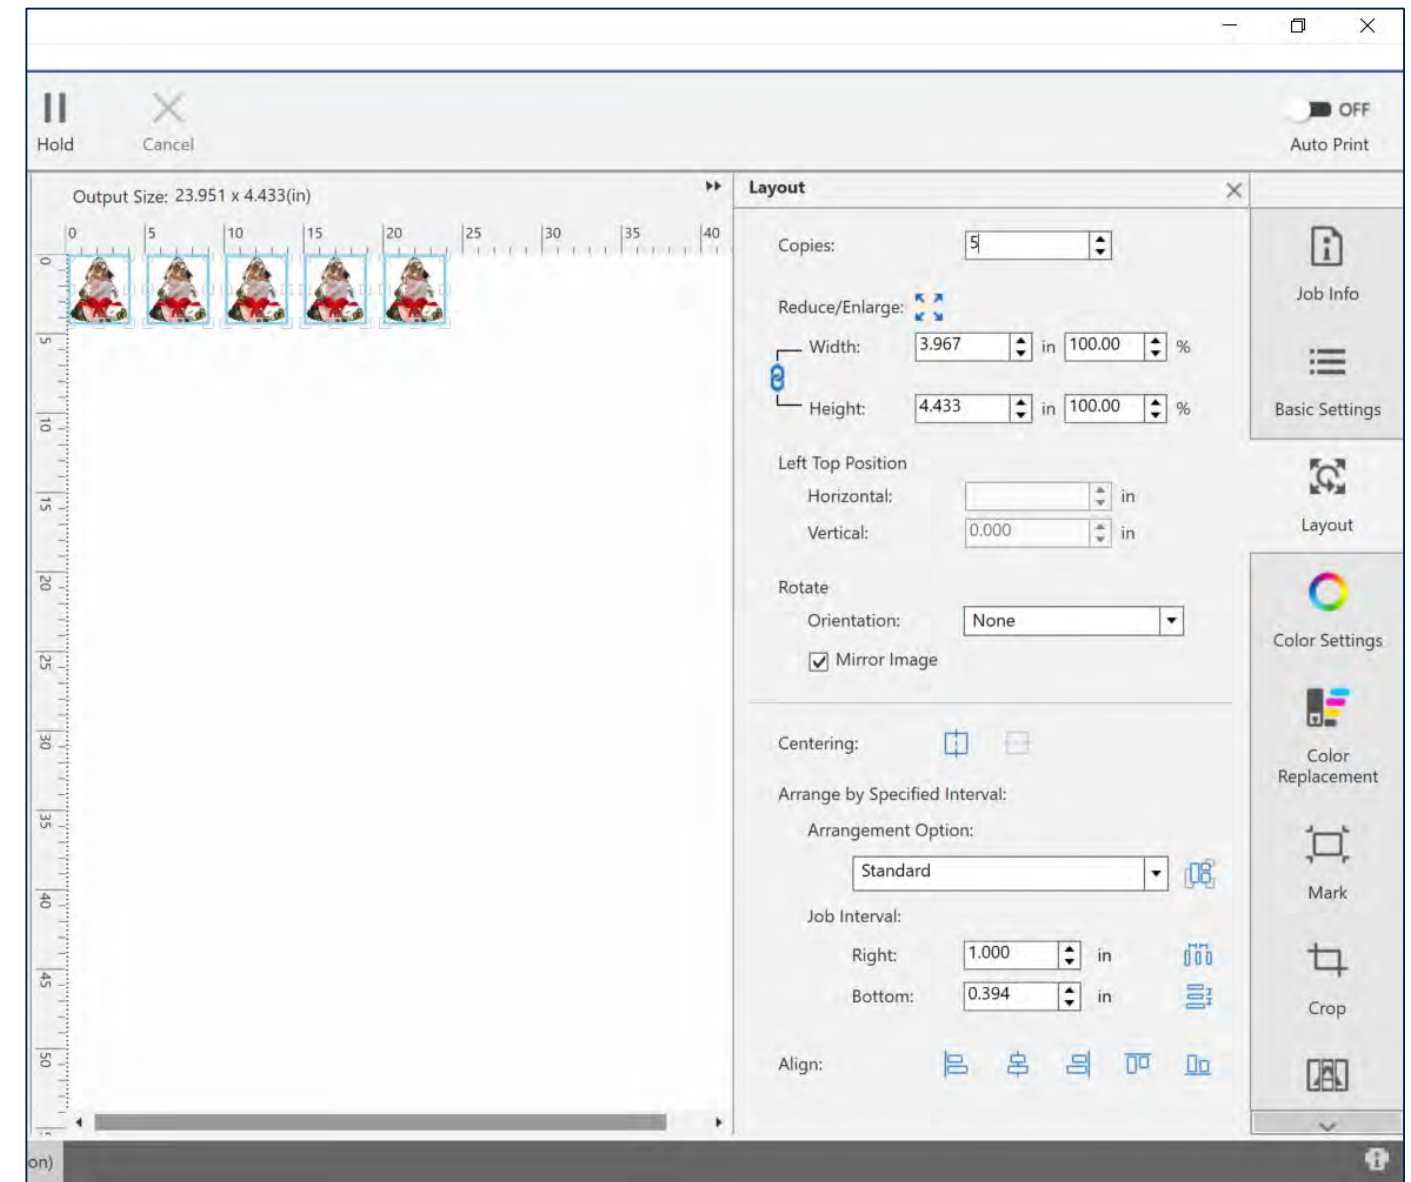 Hold
Cancel
OFF
Auto Print
Output Size: 23.951 x 4.433(in)
0 5 10 15 20 25 30 35 40
0
5
10
15
20
25
30
35
40
45
50
Layout
Copies: 5
Reduce/Enlarge:
Width: 3.967 in 100.00 %
Height: 4.433 in 100.00 %
Left Top Position
Horizontal: in
Vertical: 0.000 in
Rotate
Orientation: None
Mirror Image
Centering:
Arrange by Specified Interval:
Arrangement Option:
Standard
Job Interval:
Right: 1.000 in
Bottom: 0.394 in
Align:
Job Info
Basic Settings
Layout
Color Settings
Color
Replacement
Mark
Crop
on)